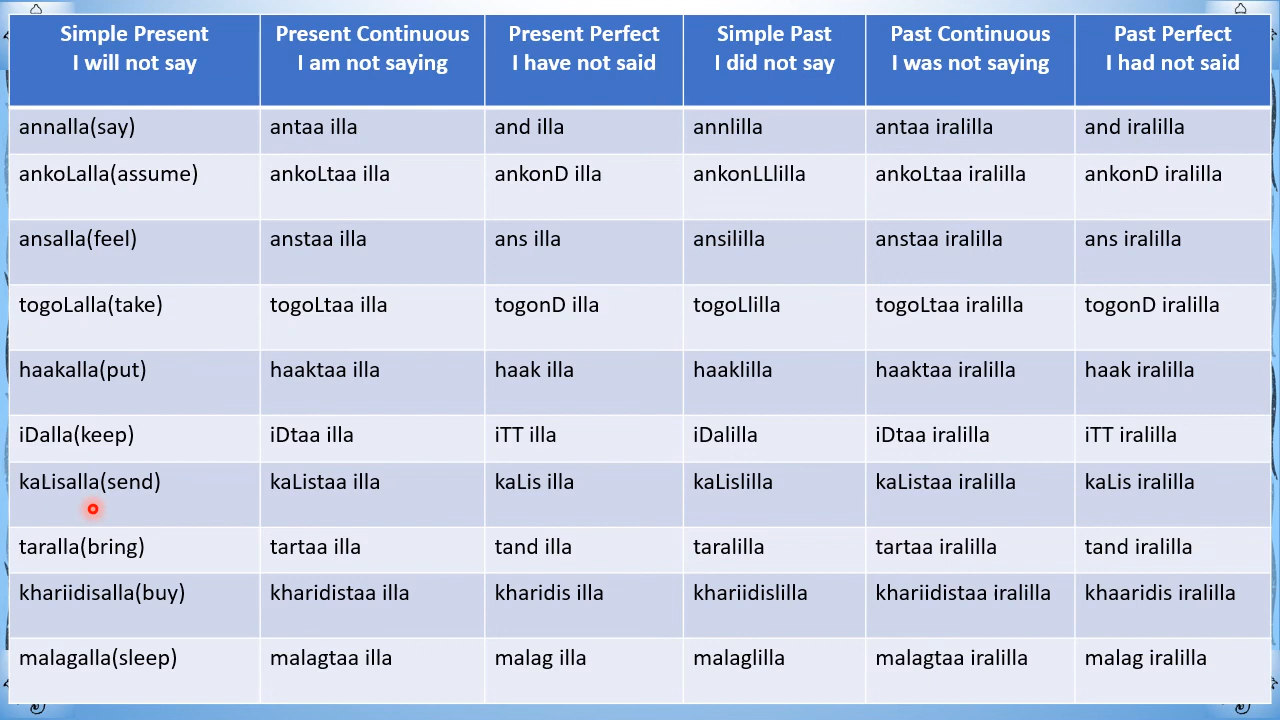 Simple Present
I will not say
Present Continuous
I am not saying
Present Perfect
I have not said
Simple Past
I did not say
Past Continuous
I was not saying
Past Perfect
I had not said
annalla(say)
antaa illa
and illa
annlilla
antaa iralilla
and iralilla
ankoLalla(assume)
ankoLtaa illa
ankonD illa
ankonLLlilla
ankoLtaa iralilla
ankonD iralilla
ansalla(feel)
anstaa illa
ans illa
ansililla
anstaa iralilla
ans iralilla
togoLalla(take)
togoLtaa illa
togonD illa
togoLlilla
togoLtaa iralilla
togonD iralilla
haakalla(put)
haaktaa illa
haak illa
haaklilla
haaktaa iralilla
haak iralilla
iDalla(keep)
iDtaa illa
iTT illa
iDalilla
iDtaa iralilla
iTT iralilla
kaLisalla(send)
kaListaa illa
kaLis illa
kaLislilla
kaListaa iralilla
kaLis iralilla
taralla(bring)
tartaa illa
tand illa
taralilla
tartaa iralilla
tand iralilla
khariidisalla(buy)
kharidistaa illa
kharidis illa
khariidislilla
khariidistaa iralilla
khaaridis iralilla
malagalla(sleep)
malagtaa illa
malag illa
malaglilla
malagtaa iralilla
malag iralilla